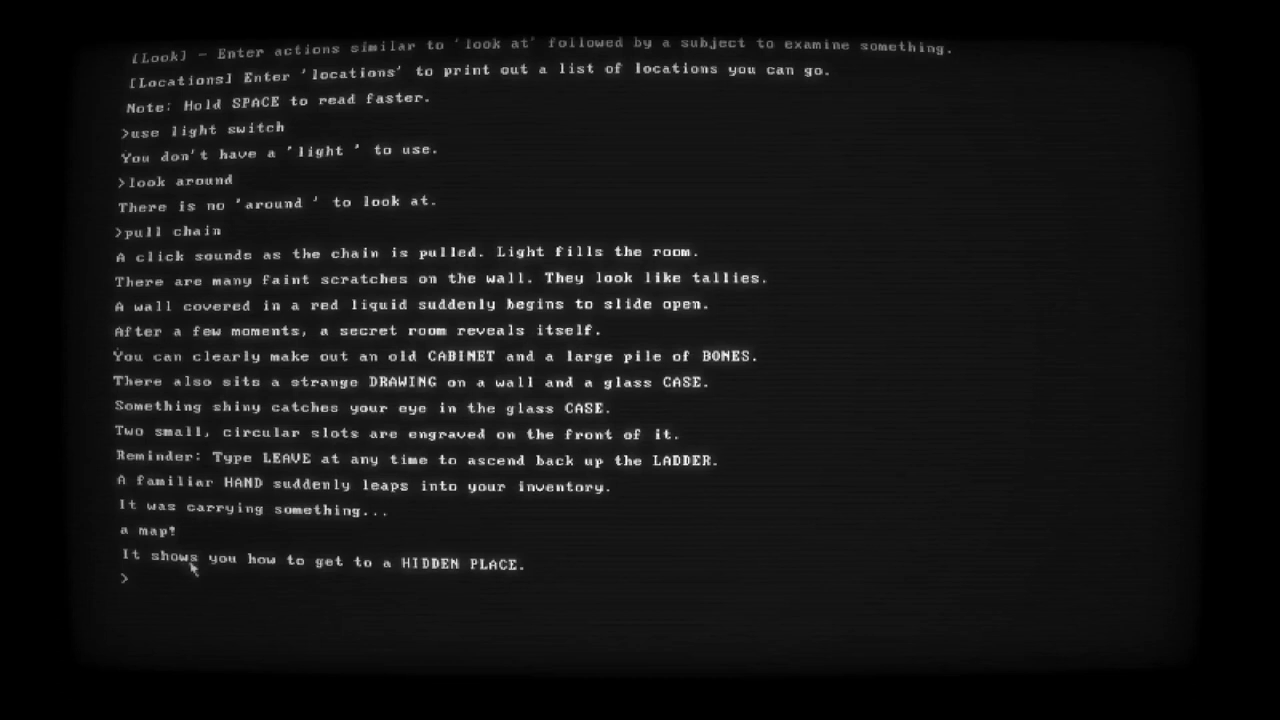 [Look] - Enter actions similar to 'look at' followed by a subject to examine something.
[Locations] Enter 'locations' to print out a list of locations you can go.
Note: Hold SPACE to read faster.
>use light switch
You don't have a 'light ' to use.
>look around
There is no 'around ' to look at.
>pull chain
A click sounds as the chain is pulled. Light fills the room.
There are many faint scratches on the wall. They look like tallies.
A wall covered in a red liquid suddenly begins to slide open.
After a few moments, a secret room reveals itself.
You can clearly make out an old CABINET and a large pile of BONES.
There also sits a strange DRAWING on a wall and a glass CASE.
Something shiny catches your eye in the glass CASE.
Two small, circular slots are engraved on the front of it.
Reminder: Type LEAVE at any time to ascend back up the LADDER.
A familiar HAND suddenly leaps into your inventory.
It was carrying something...
a map!
It shows you how to get to a HIDDEN PLACE.
>